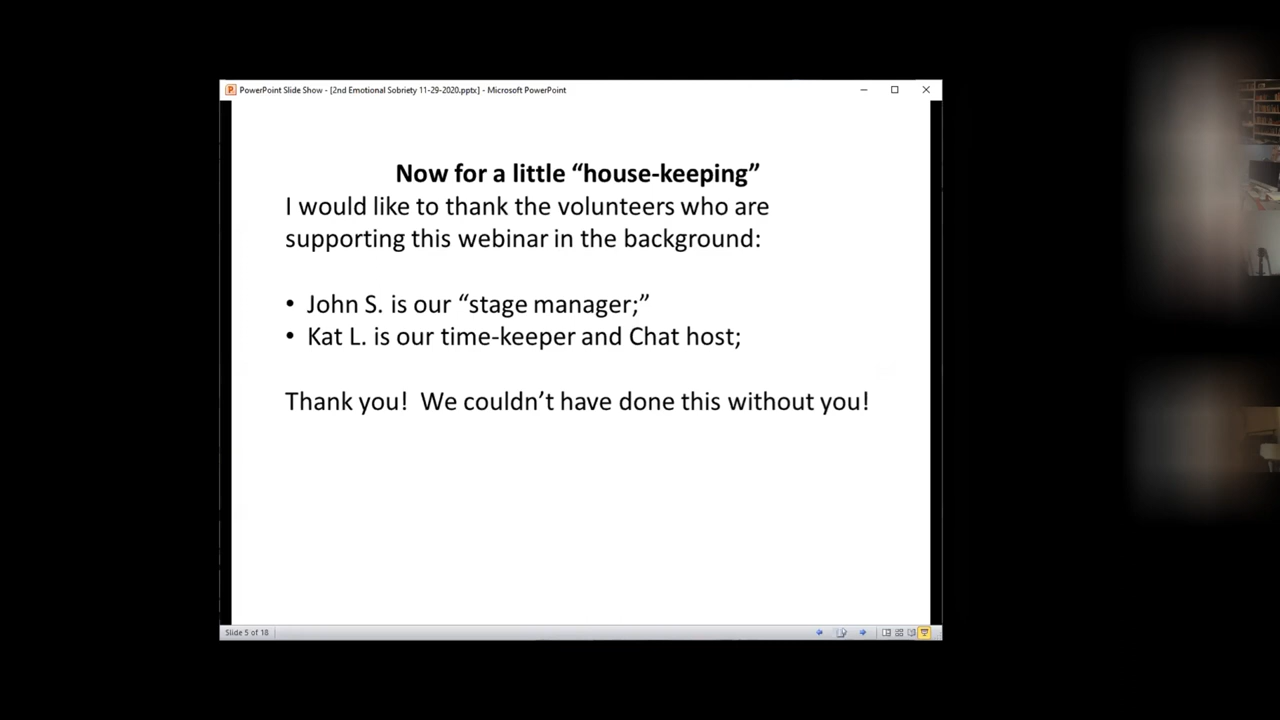 PowerPoint Slide Show - [2nd Emotional Sobriety 11-29-2020.pptx] - Microsoft PowerPoint
Now for a little “house-keeping”
I would like to thank the volunteers who are
supporting this webinar in the background:
• John S. is our “stage manager;”
• Kat L. is our time-keeper and Chat host;
Thank you!  We couldn’t have done this without you!
Slide 5 of 18